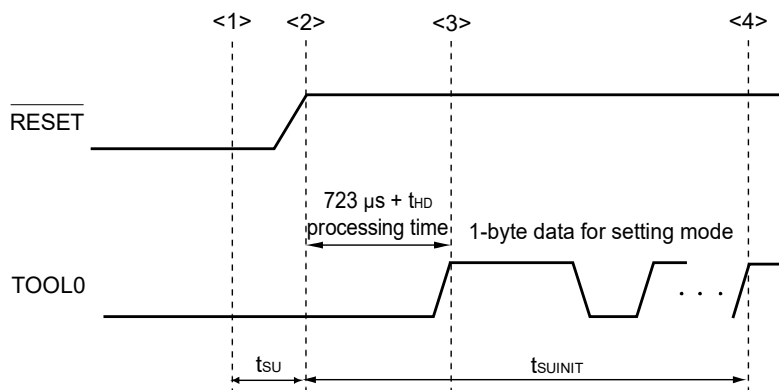 <1> <2> <3> <4>
RESET
723 µs + tHD
processing time
1-byte data for setting mode
TOOL0
. . .
tSU
tSUINIT